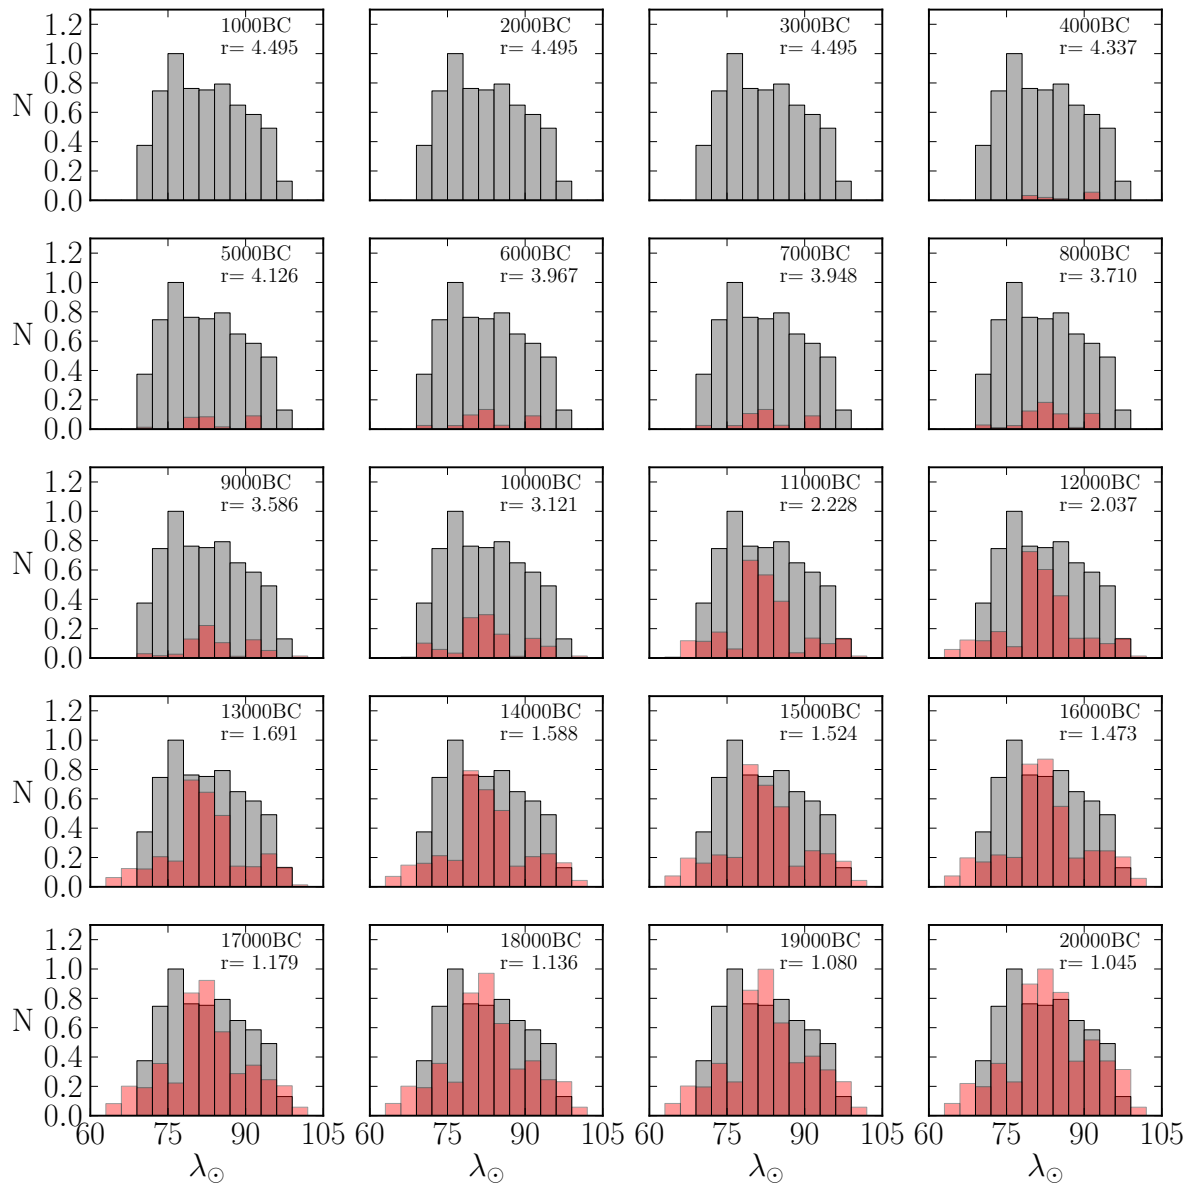 1.2
1.0
0.8
0.6
0.4
0.2
0.0
N
1000BC
r= 4.495
2000BC
r= 4.495
3000BC
r= 4.495
4000BC
r= 4.337
1.2
1.0
0.8
0.6
0.4
0.2
0.0
N
5000BC
r= 4.126
6000BC
r= 3.967
7000BC
r= 3.948
8000BC
r= 3.710
1.2
1.0
0.8
0.6
0.4
0.2
0.0
N
9000BC
r= 3.586
10000BC
r= 3.121
11000BC
r= 2.228
12000BC
r= 2.037
1.2
1.0
0.8
0.6
0.4
0.2
0.0
N
13000BC
r= 1.691
14000BC
r= 1.588
15000BC
r= 1.524
16000BC
r= 1.473
1.2
1.0
0.8
0.6
0.4
0.2
0.0
N
17000BC
r= 1.179
18000BC
r= 1.136
19000BC
r= 1.080
20000BC
r= 1.045
60 75 90 105
60 75 90 105
60 75 90 105
60 75 90 105
λ⊙
λ⊙
λ⊙
λ⊙